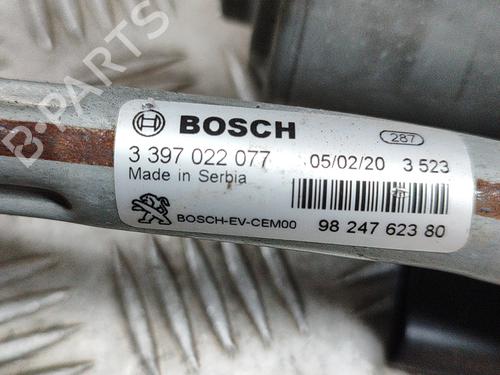 B-PARTS
BOSCH
287
3 397 022 077
05/02/20
3 523
Made in Serbia
BOSCH-EV-CEM00
98 247 623 80